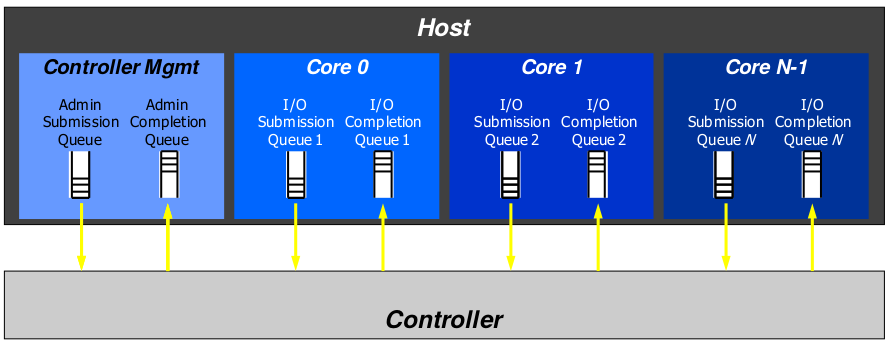 Host
Controller Mgmt
Admin
Submission
Queue
Admin
Completion
Queue
Core 0
I/O
Submission
Queue 1
I/O
Completion
Queue 1
Core 1
I/O
Submission
Queue 2
I/O
Completion
Queue 2
Core N-1
I/O
Submission
Queue N
I/O
Completion
Queue N
Controller